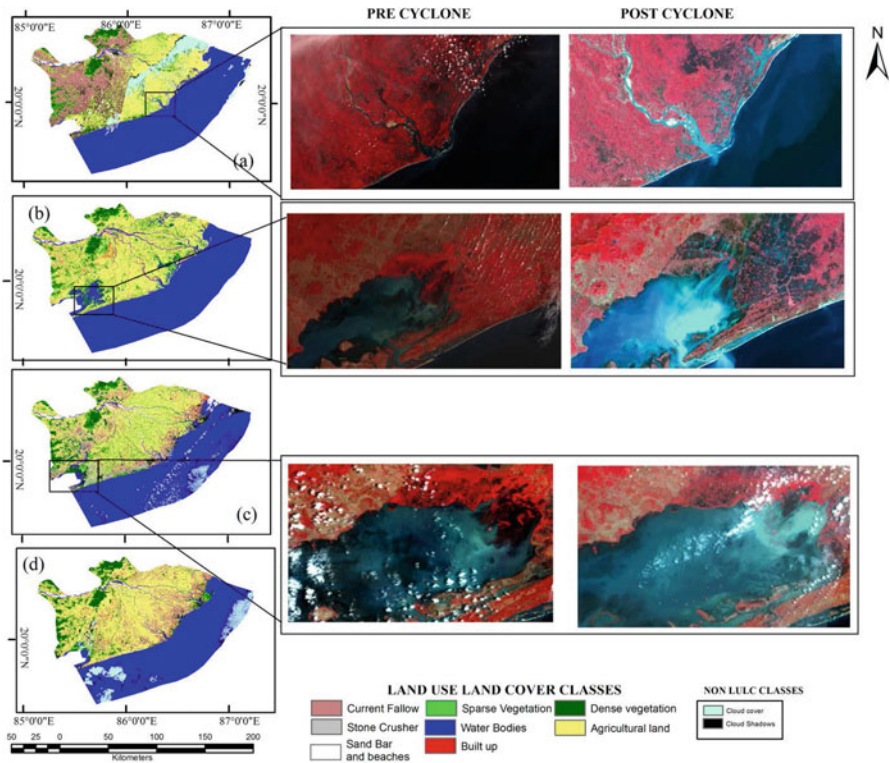 85°0'0"E 86°0'0"E 87°0'0"E
PRE CYCLONE
POST CYCLONE
N
20°0'0"N
20°0'0"N
(a)
(b)
20°0'0"N
20°0'0"N
(c)
(d)
20°0'0"N
85°0'0"E 86°0'0"E 87°0'0"E
50 25 0 50 100 150 200
Kilometers
LAND USE LAND COVER CLASSES
Current Fallow
Sparse Vegetation
Dense vegetation
Stone Crusher
Water Bodies
Agricultural land
Sand Bar
and beaches
Built up
NON LULC CLASSES
Cloud cover
Cloud Shadows